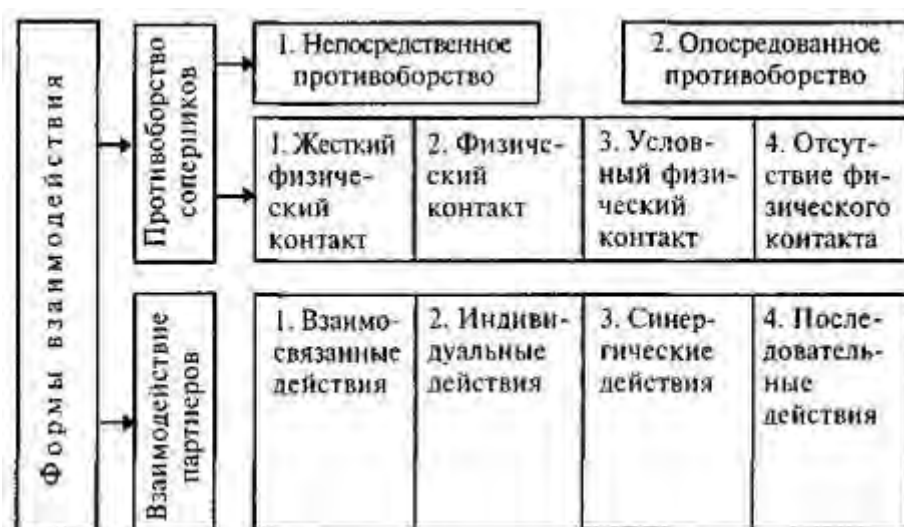 Формы взаимодействия
Противоборство
соперников
1. Непосредственное
противоборство
2. Опосредованное
противоборство
1. Жесткий
физиче-
ский
контакт
2. Физиче-
ский
контакт
3. Услов-
ный физи-
ческий
контакт
4. Отсут-
ствие фи-
зического
контакта
Взаимодействие
партнеров
1. Взаимо-
связанные
действия
2. Индиви-
дуальные
действия
3. Синер-
гические
действия
4. После-
дователь-
ные
действия